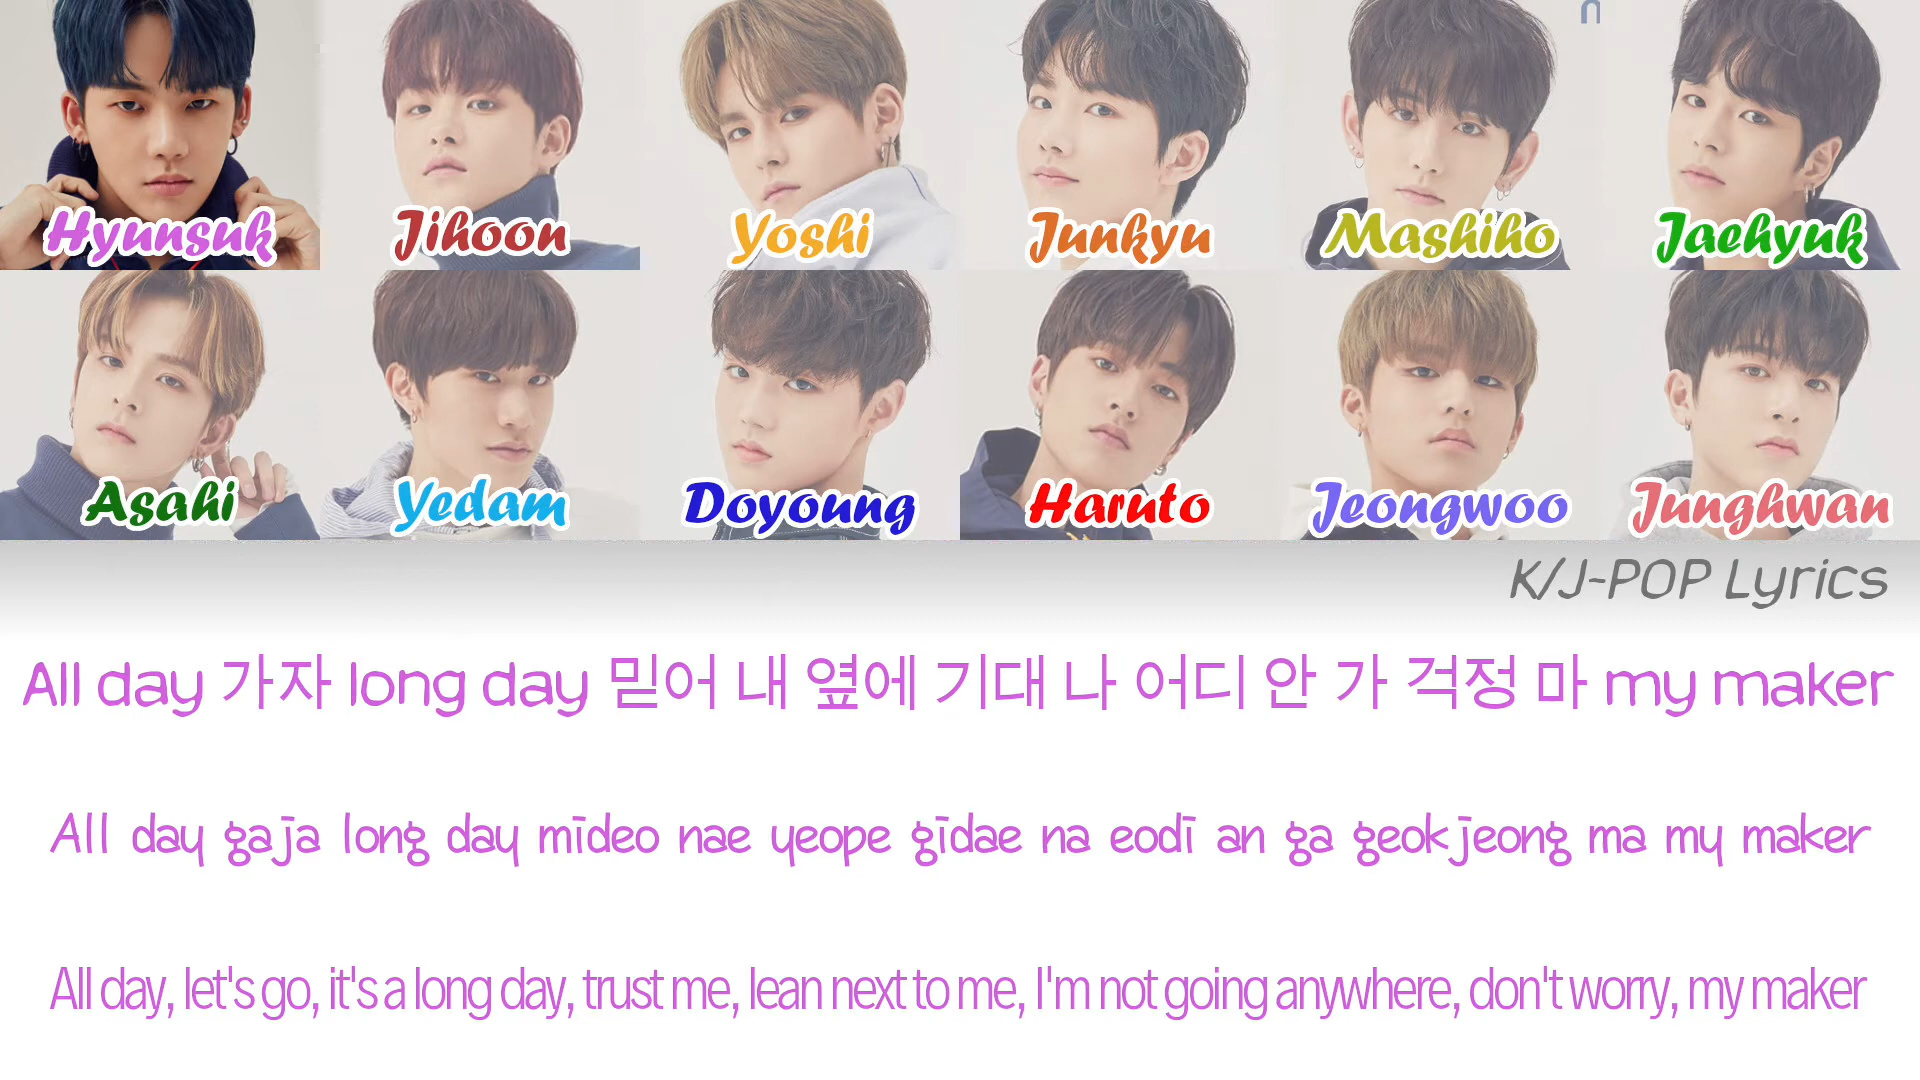 Hyunsuk Jihoon Yoshi Junkyu Mashiho Jaehyuk
Asahi Yedam Doyoung Haruto Jeongwoo Junghwan
K/J-POP Lyrics
All day 가자 long day 믿어 내 옆에 기대 나 어디 안 가 걱정 마 my maker
All day gaja long day mideo nae yeope gidae na eodi an ga geokjeong ma my maker
All day, let's go, it's a long day, trust me, lean next to me, I'm not going anywhere, don't worry, my maker